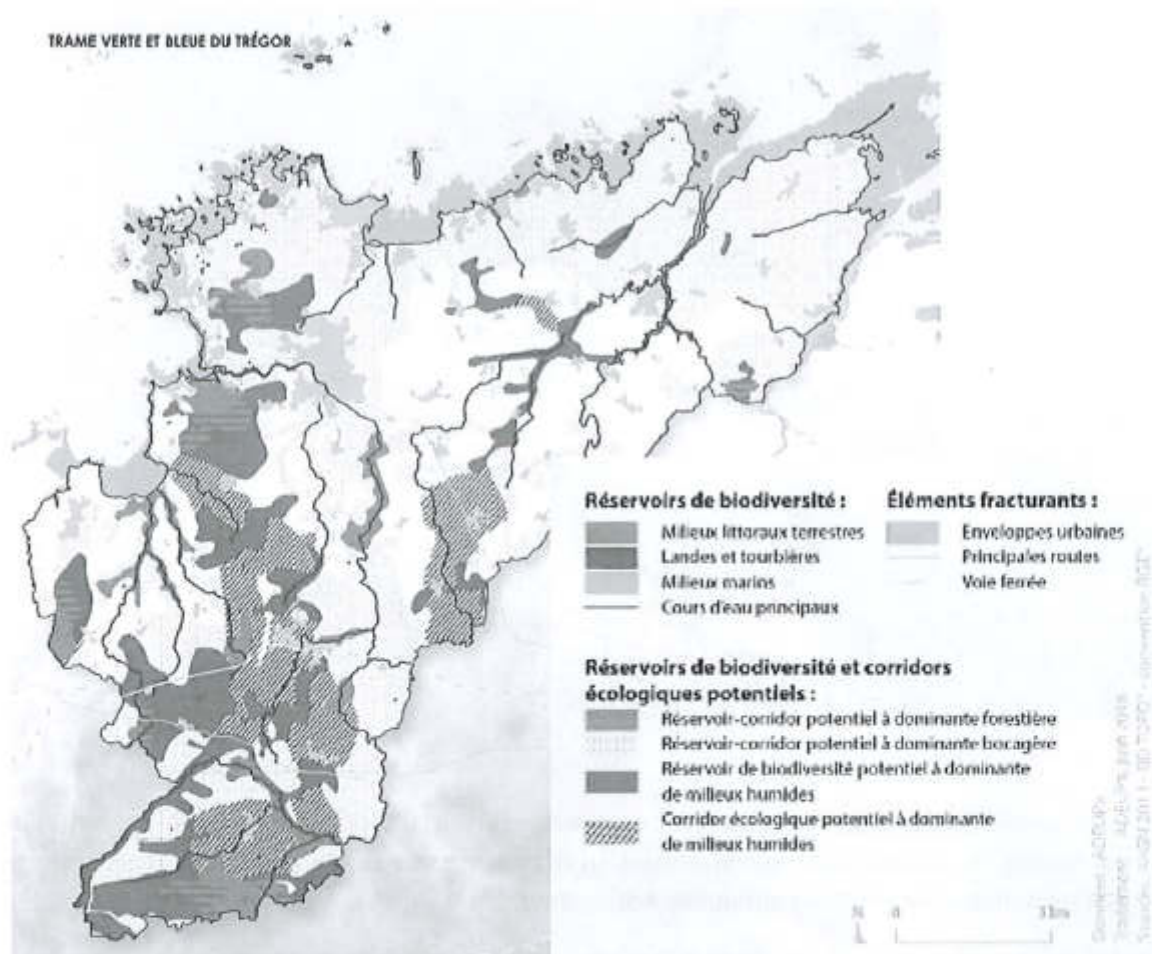 TRAME VERTE ET BLEUE DU TRÉGOR
Réservoirs de biodiversité :
Milieux littoraux terrestres
Landes et tourbières
Milieux marins
Cours d'eau principaux
Éléments fracturants :
Enveloppes urbaines
Principales routes
Voie ferrée
Réservoirs de biodiversité et corridors
écologiques potentiels :
Réservoir-corridor potentiel à dominante forestière
Réservoir-corridor potentiel à dominante bocagère
Réservoir de biodiversité potentiel à dominante
de milieux humides
Corridor écologique potentiel à dominante
de milieux humides
N 0